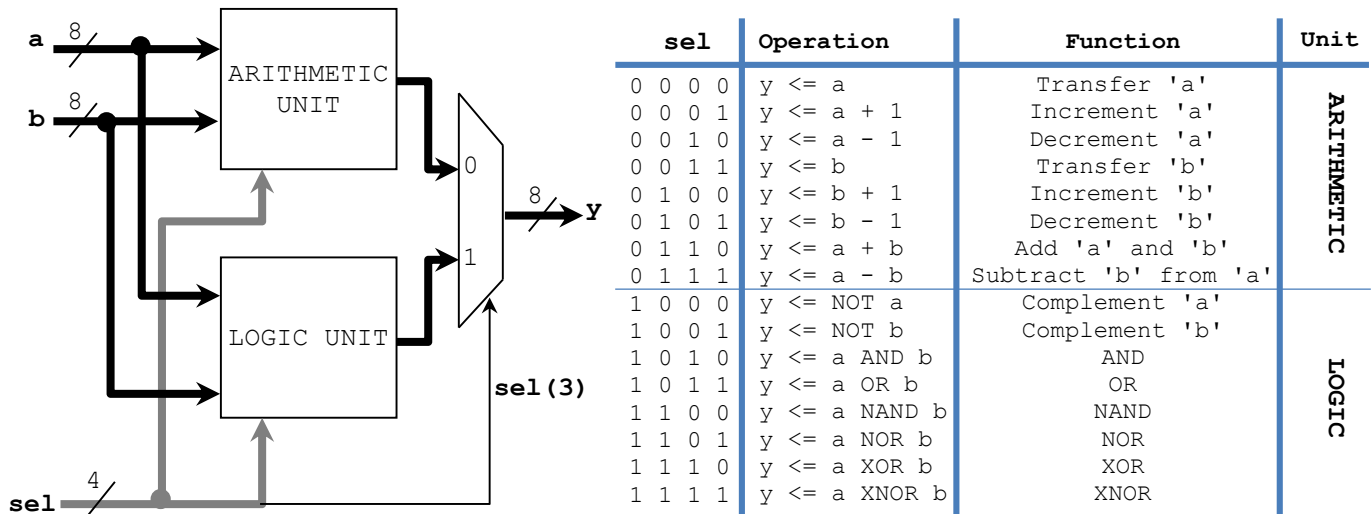 a
8
b
8
ARITHMETIC
UNIT
0
1
8
y
LOGIC UNIT
sel(3)
sel
4
sel Operation Function Unit
0 0 0 0 y <= a Transfer 'a'
0 0 0 1 y <= a + 1 Increment 'a'
0 0 1 0 y <= a - 1 Decrement 'a'
0 0 1 1 y <= b Transfer 'b'
0 1 0 0 y <= b + 1 Increment 'b'
0 1 0 1 y <= b - 1 Decrement 'b'
0 1 1 0 y <= a + b Add 'a' and 'b'
0 1 1 1 y <= a - b Subtract 'b' from 'a'
ARITHMETIC
1 0 0 0 y <= NOT a Complement 'a'
1 0 0 1 y <= NOT b Complement 'b'
1 0 1 0 y <= a AND b AND
1 0 1 1 y <= a OR b OR
1 1 0 0 y <= a NAND b NAND
1 1 0 1 y <= a NOR b NOR
1 1 1 0 y <= a XOR b XOR
1 1 1 1 y <= a XNOR b XNOR
LOGIC